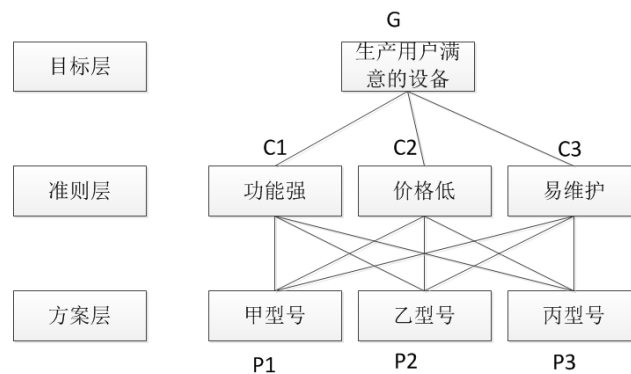 G
目标层
生产用户满
意的设备
C1
C2
C3
准则层
功能强
价格低
易维护
方案层
甲型号
乙型号
丙型号
P1
P2
P3